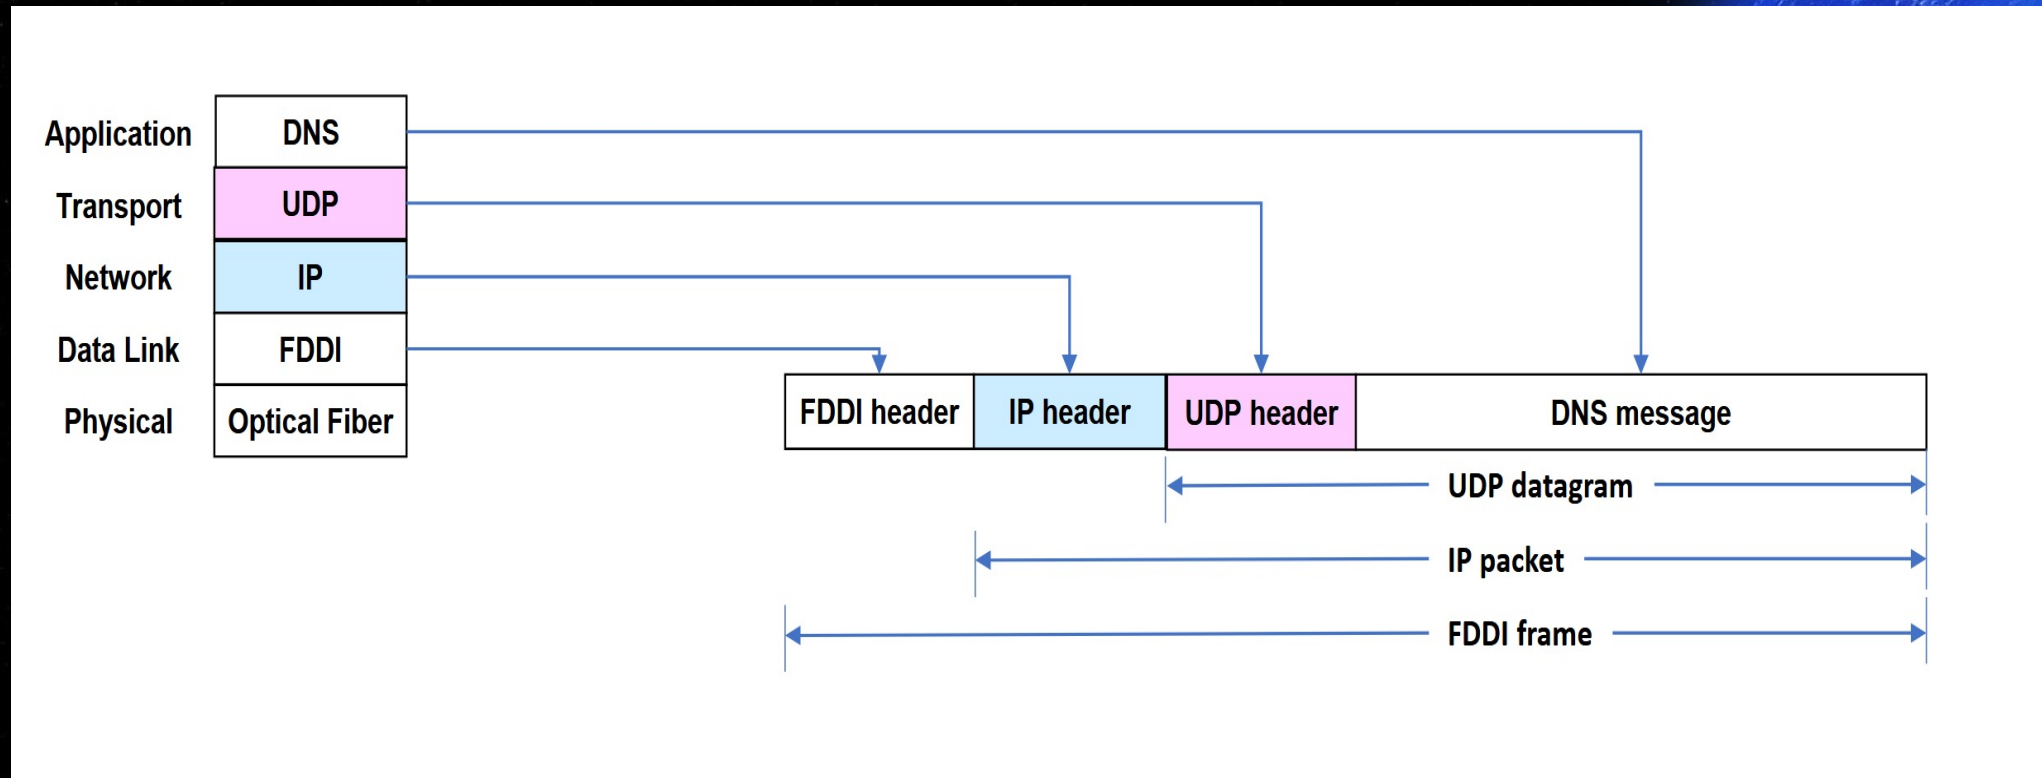 Application DNS
Transport UDP
Network IP
Data Link FDDI
Physical Optical Fiber
FDDI header IP header UDP header DNS message
UDP datagram
IP packet
FDDI frame